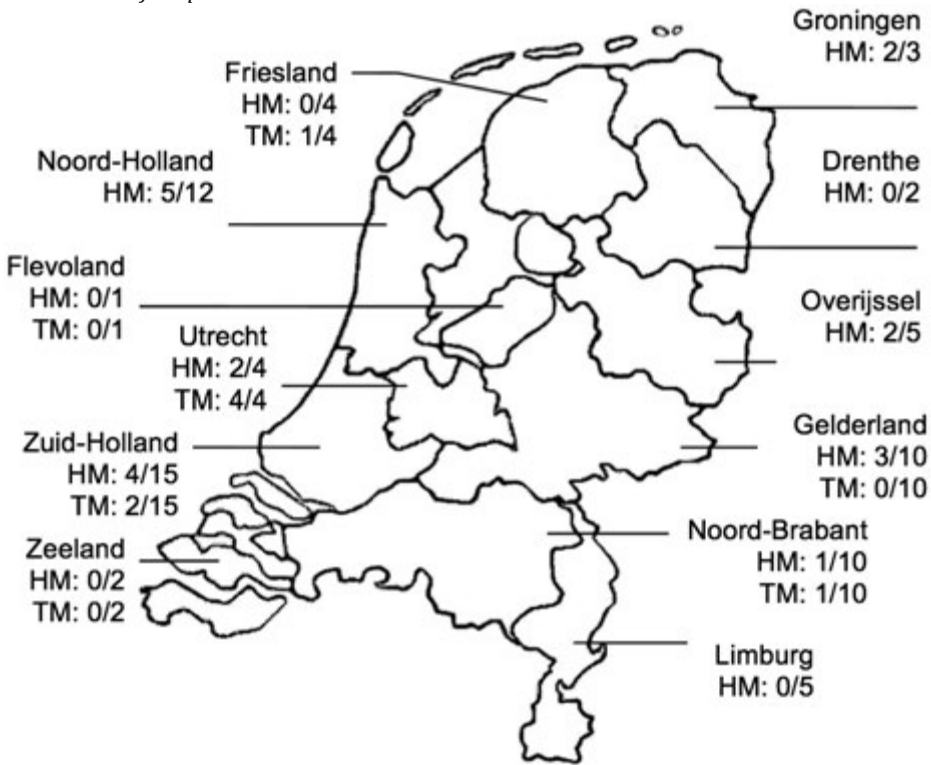 Groningen
HM: 2/3
Friesland
HM: 0/4
TM: 1/4
Noord-Holland
HM: 5/12
Drenthe
HM: 0/2
Flevoland
HM: 0/1
TM: 0/1
Overijssel
HM: 2/5
Utrecht
HM: 2/4
TM: 4/4
Zuid-Holland
HM: 4/15
TM: 2/15
Gelderland
HM: 3/10
TM: 0/10
Zeeland
HM: 0/2
TM: 0/2
Noord-Brabant
HM: 1/10
TM: 1/10
Limburg
HM: 0/5